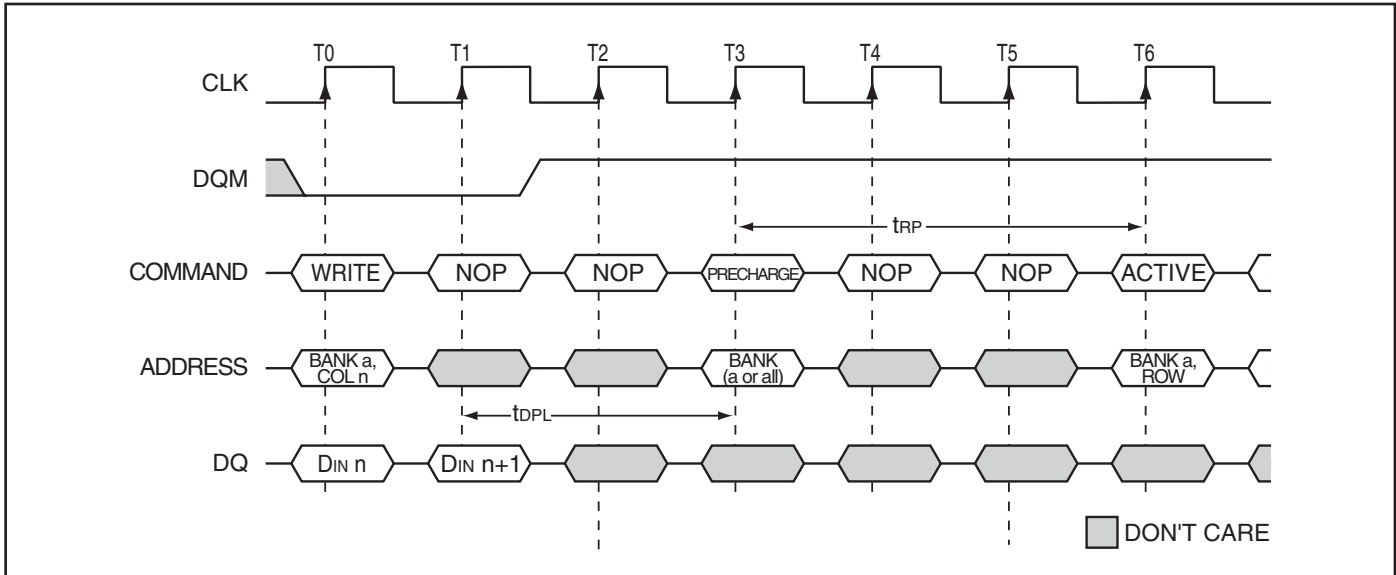 T0 T1 T2 T3 T4 T5 T6
CLK
DQM
tRP
COMMAND WRITE NOP NOP PRECHARGE NOP NOP ACTIVE
ADDRESS BANK a, COL n BANK (a or all) BANK a, ROW
tDPL
DQ DIN n DIN n+1
DON'T CARE